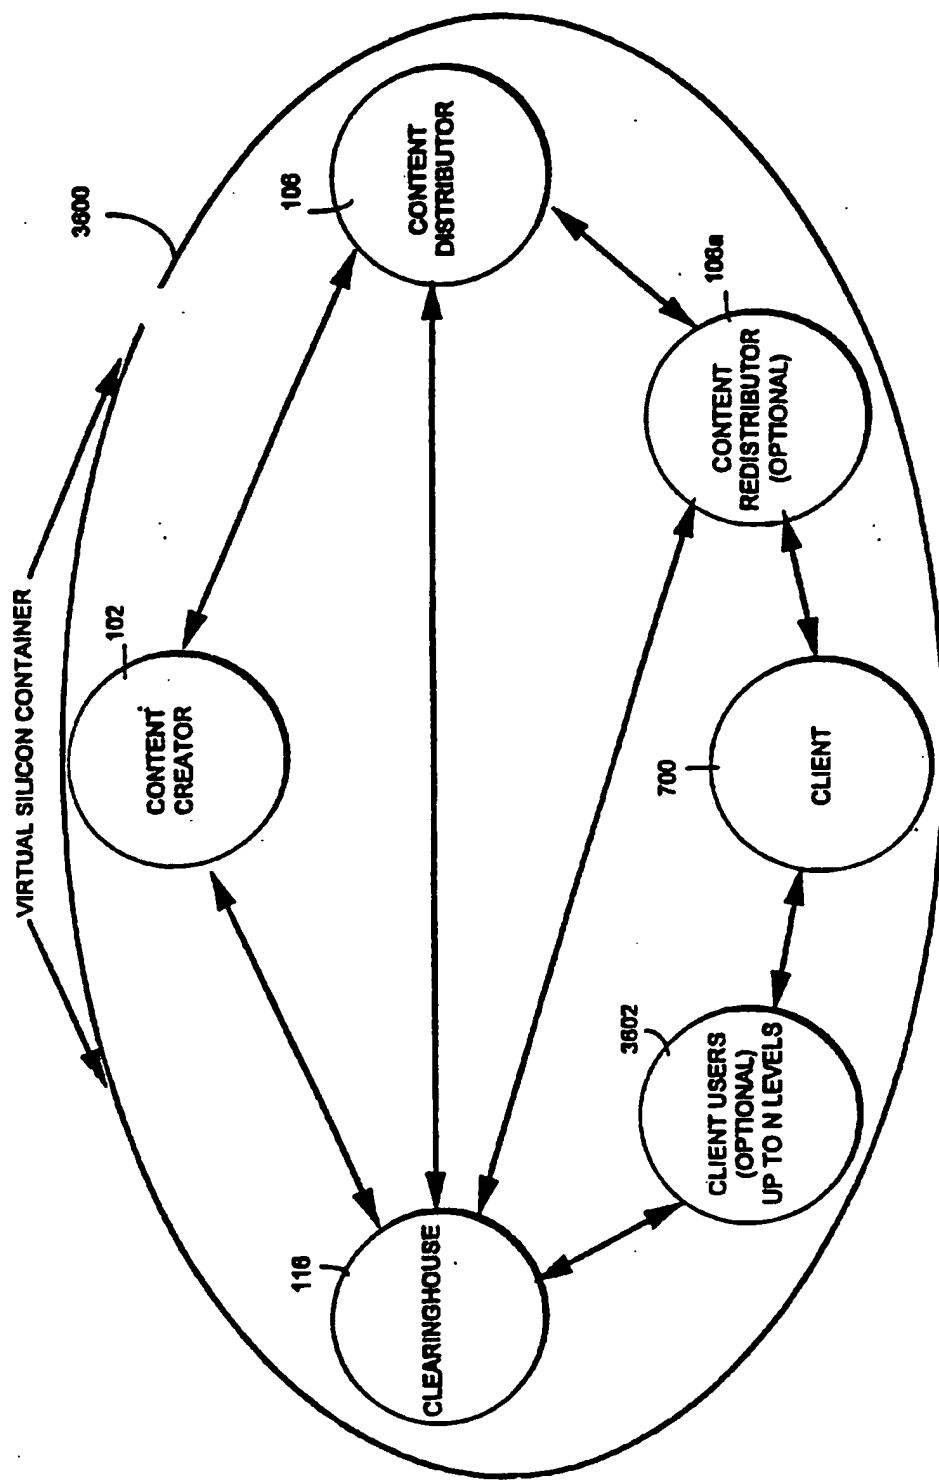 VIRTUAL SILICON CONTAINER
3600
102
CONTENT
CREATOR
106
CONTENT
DISTRIBUTOR
116
CLEARINGHOUSE
106a
CONTENT
REDISTRIBUTOR
(OPTIONAL)
3602
CLIENT USERS
(OPTIONAL)
UP TO N LEVELS
700
CLIENT